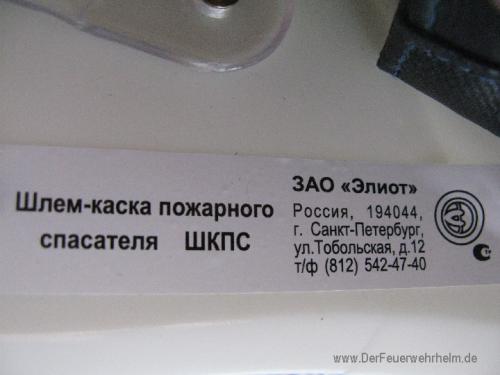 Шлем-каска пожарного
спасателя ШКПС
ЗАО «Элиот»
Россия, 194044,
г. Санкт-Петербург,
ул.Тобольская, д.12
т/ф (812) 542-47-40
www.DerFeuerwehrhelm.de